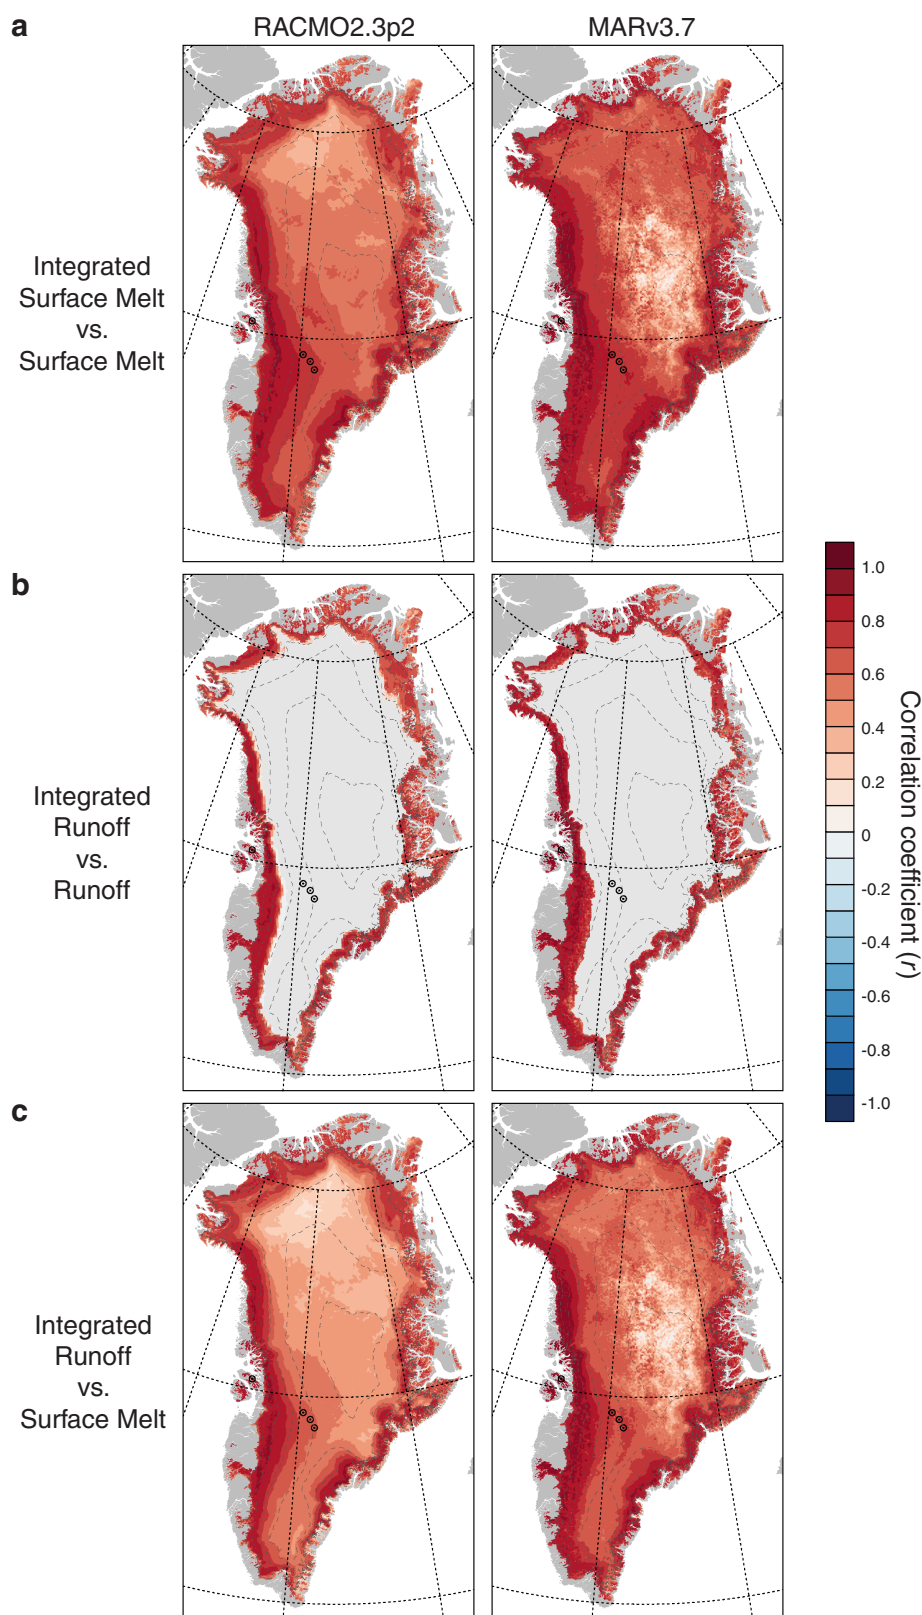 a
RACMO2.3p2
MARv3.7
Integrated
Surface Melt
vs.
Surface Melt
b
Integrated
Runoff
vs.
Runoff
c
Integrated
Runoff
vs.
Surface Melt
1.0
0.8
0.6
0.4
0.2
0
-0.2
-0.4
-0.6
-0.8
-1.0
Correlation coefficient (r)